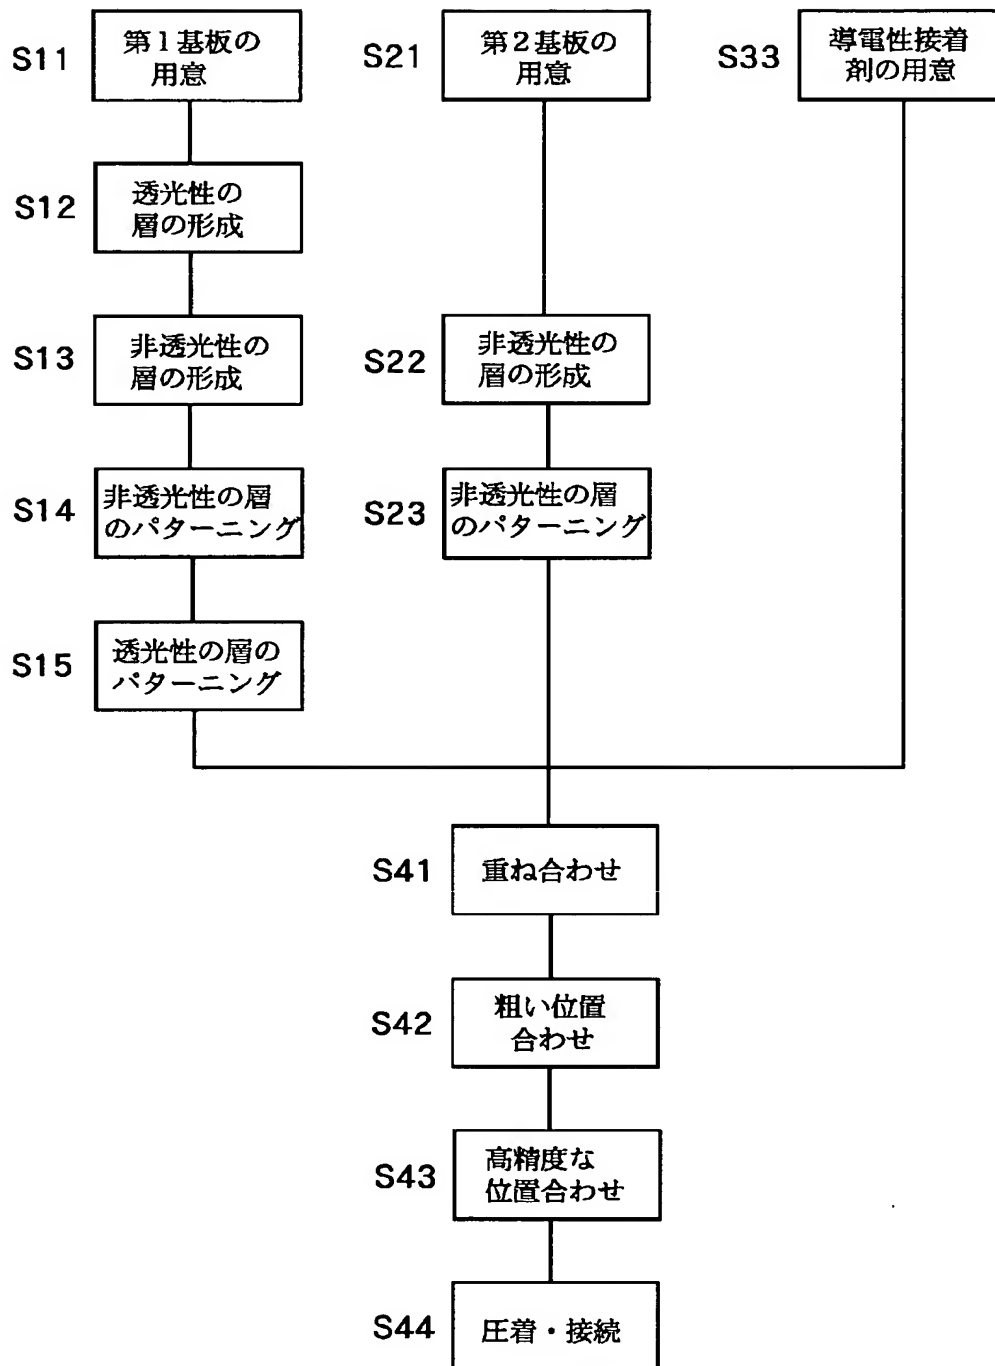 S11
第1基板の
用意
S21
第2基板の
用意
S33
導電性接着
剤の用意
S12
透光性の
層の形成
S13
非透光性の
層の形成
S22
非透光性の
層の形成
S14
非透光性の層
のパターニング
S23
非透光性の層
のパターニング
S15
透光性の層の
パターニング
S41
重ね合わせ
S42
粗い位置
合わせ
S43
高精度な
位置合わせ
S44
圧着・接続